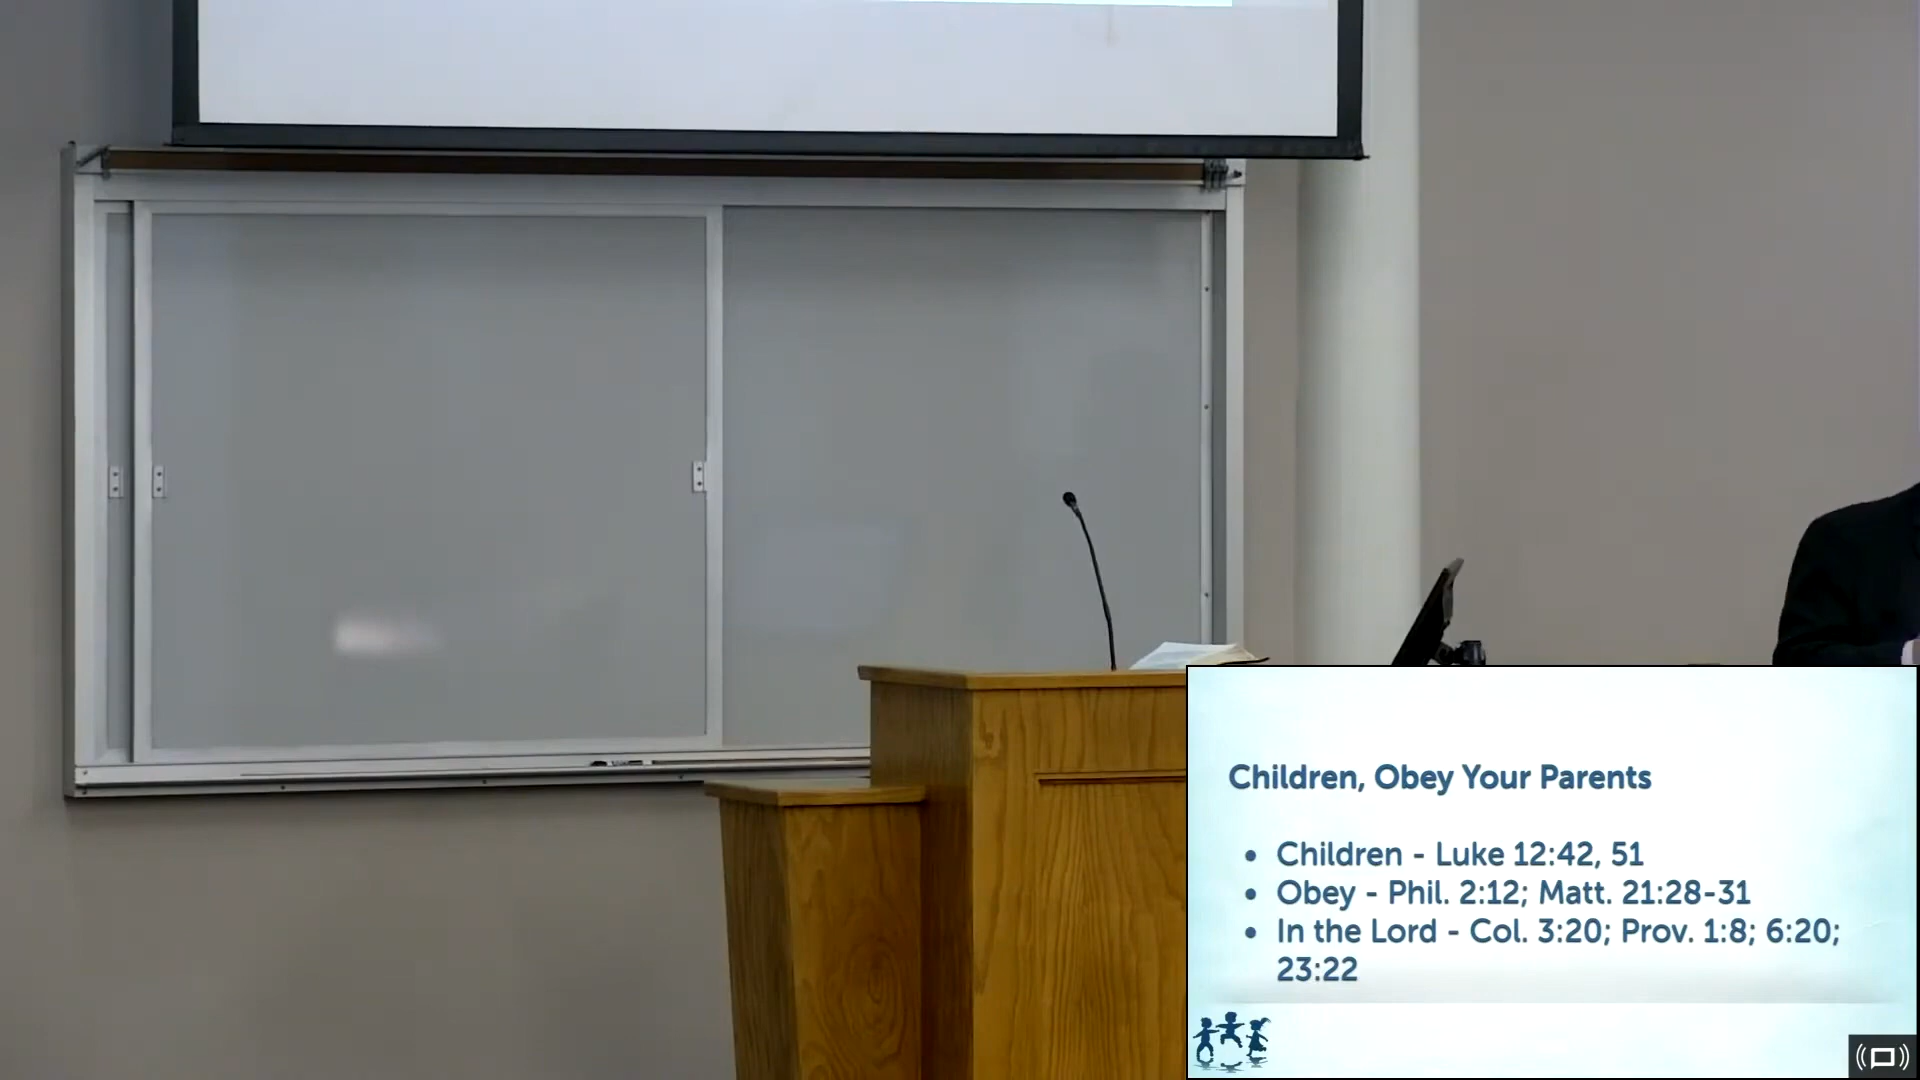 Children, Obey Your Parents
• Children - Luke 12:42, 51
• Obey - Phil. 2:12; Matt. 21:28-31
• In the Lord - Col. 3:20; Prov. 1:8; 6:20;
23:22